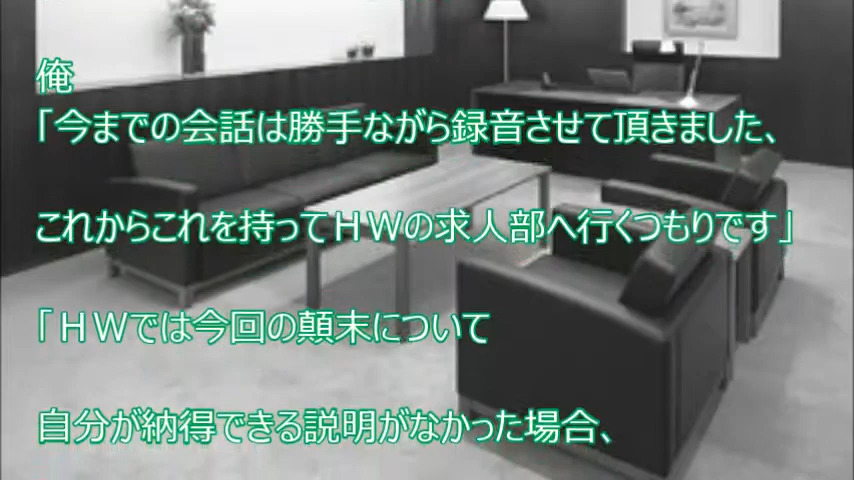 俺
「今までの会話は勝手ながら録音させて頂きました、
これからこれを持ってＨＷの求人部へ行くつもりです」
「ＨＷでは今回の顛末について
自分が納得できる説明がなかった場合、